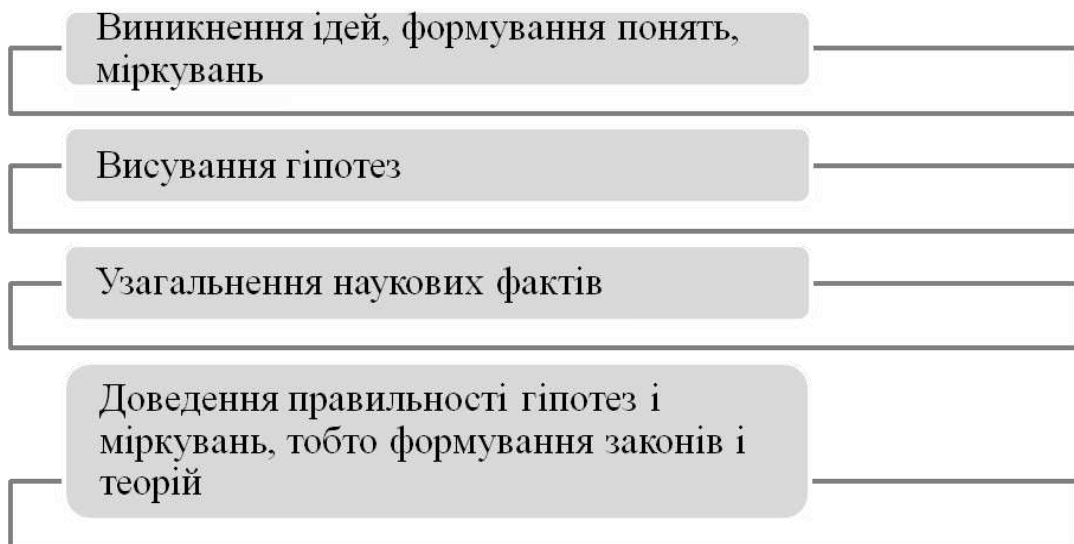 Виникнення ідей, формування понять,
міркувань
Висування гіпотез
Узагальнення наукових фактів
Доведення правильності гіпотез і
міркувань, тобто формування законів і
теорій